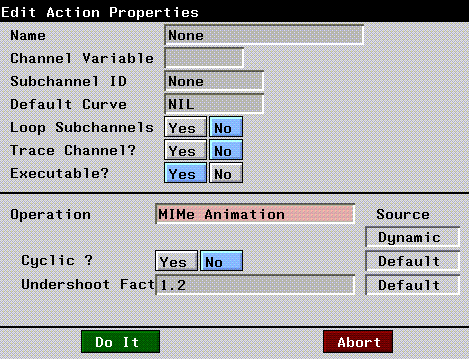 Edit Action Properties
Name None
Channel Variable
Subchannel ID None
Default Curve NIL
Loop Subchannels Yes No
Trace Channel? Yes No
Executable? Yes No
Operation MIMe Animation Source
Dynamic
Cyclic ? Yes No Default
Undershoot Fact 1.2 Default
Do It Abort